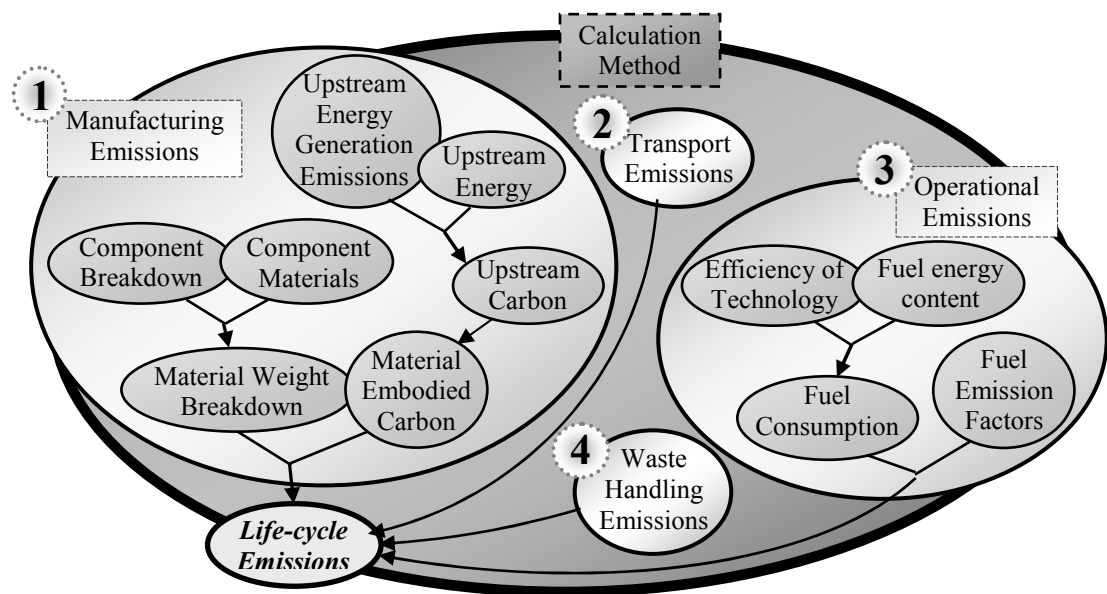 Calculation
Method
1
Manufacturing
Emissions
Upstream
Energy
Generation
Emissions
Upstream
Energy
Component
Breakdown
Component
Materials
Upstream
Carbon
Material Weight
Breakdown
Material
Embodied
Carbon
2
Transport
Emissions
3
Operational
Emissions
Efficiency of
Technology
Fuel energy
content
Fuel
Consumption
Fuel
Emission
Factors
4
Waste
Handling
Emissions
Life-cycle
Emissions